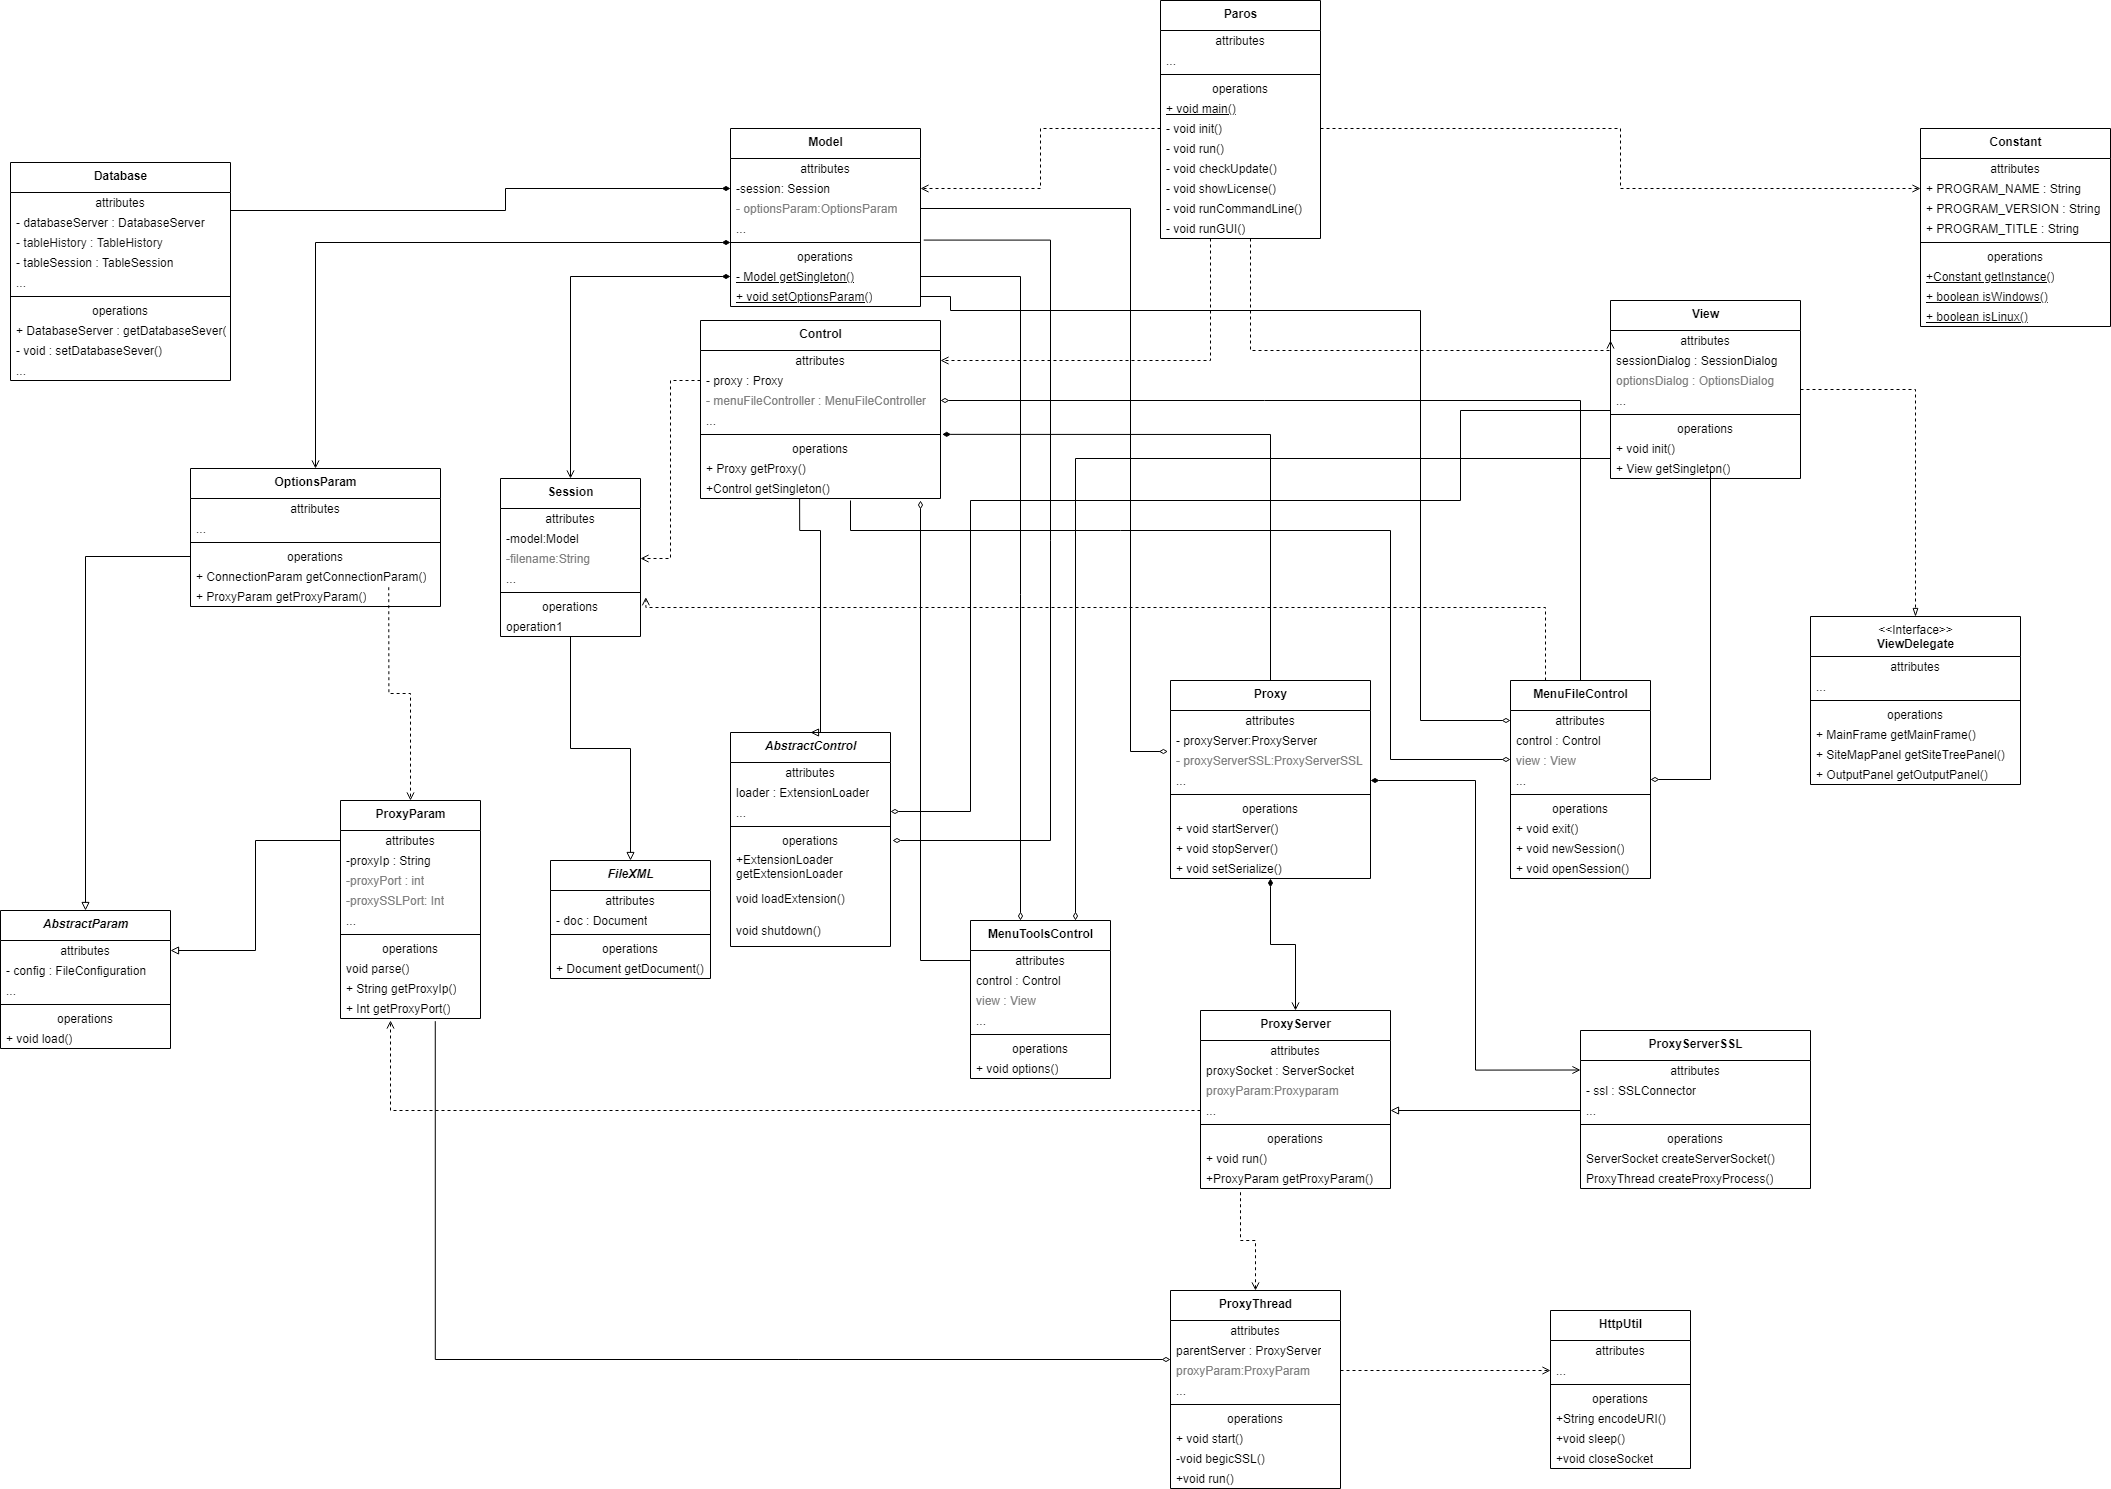 Paros
attributes
...
operations
+ void main()
- void init()
- void run()
- void checkUpdate()
- void showLicense()
- void runCommandLine()
- void runGUI()
Model
attributes
-session: Session
- optionsParam:OptionsParam
...
operations
- Model getSingleton()
+ void setOptionsParam()
Constant
attributes
+ PROGRAM_NAME : String
+ PROGRAM_VERSION : String
+ PROGRAM_TITLE : String
operations
+Constant getInstance()
+ boolean isWindows()
+ boolean isLinux()
Database
attributes
- databaseServer : DatabaseServer
- tableHistory : TableHistory
- tableSession : TableSession
...
operations
+ DatabaseServer : getDatabaseSever(
- void : setDatabaseSever()
...
View
attributes
sessionDialog : SessionDialog
optionsDialog : OptionsDialog
...
operations
+ void init()
+ View getSingleton()
Control
attributes
- proxy : Proxy
- menuFileController : MenuFileController
...
operations
+ Proxy getProxy()
+Control getSingleton()
OptionsParam
attributes
...
operations
+ ConnectionParam getConnectionParam()
+ ProxyParam getProxyParam()
Session
attributes
-model:Model
-filename:String
...
operations
operation1
<<Interface>>
ViewDelegate
attributes
...
operations
+ MainFrame getMainFrame()
+ SiteMapPanel getSiteTreePanel()
+ OutputPanel getOutputPanel()
Proxy
attributes
- proxyServer:ProxyServer
- proxyServerSSL:ProxyServerSSL
...
operations
+ void startServer()
+ void stopServer()
+ void setSerialize()
MenuFileControl
attributes
control : Control
view : View
...
operations
+ void exit()
+ void newSession()
+ void openSession()
AbstractControl
attributes
loader : ExtensionLoader
...
operations
+ExtensionLoader
getExtensionLoader
void loadExtension()
void shutdown()
ProxyParam
attributes
-proxyIp : String
-proxyPort : int
-proxySSLPort: Int
...
operations
void parse()
+ String getProxyIp()
+ Int getProxyPort()
FileXML
attributes
- doc : Document
operations
+ Document getDocument()
AbstractParam
attributes
- config : FileConfiguration
...
operations
+ void load()
MenuToolsControl
attributes
control : Control
view : View
...
operations
+ void options()
ProxyServer
attributes
proxySocket : ServerSocket
proxyParam:Proxyparam
...
operations
+ void run()
+ProxyParam getProxyParam()
ProxyServerSSL
attributes
- ssl : SSLConnector
...
operations
ServerSocket createServerSocket()
ProxyThread createProxyProcess()
ProxyThread
attributes
parentServer : ProxyServer
proxyParam:ProxyParam
...
operations
+ void start()
-void begicSSL()
+void run()
HttpUtil
attributes
...
operations
+String encodeURI()
+void sleep()
+void closeSocket